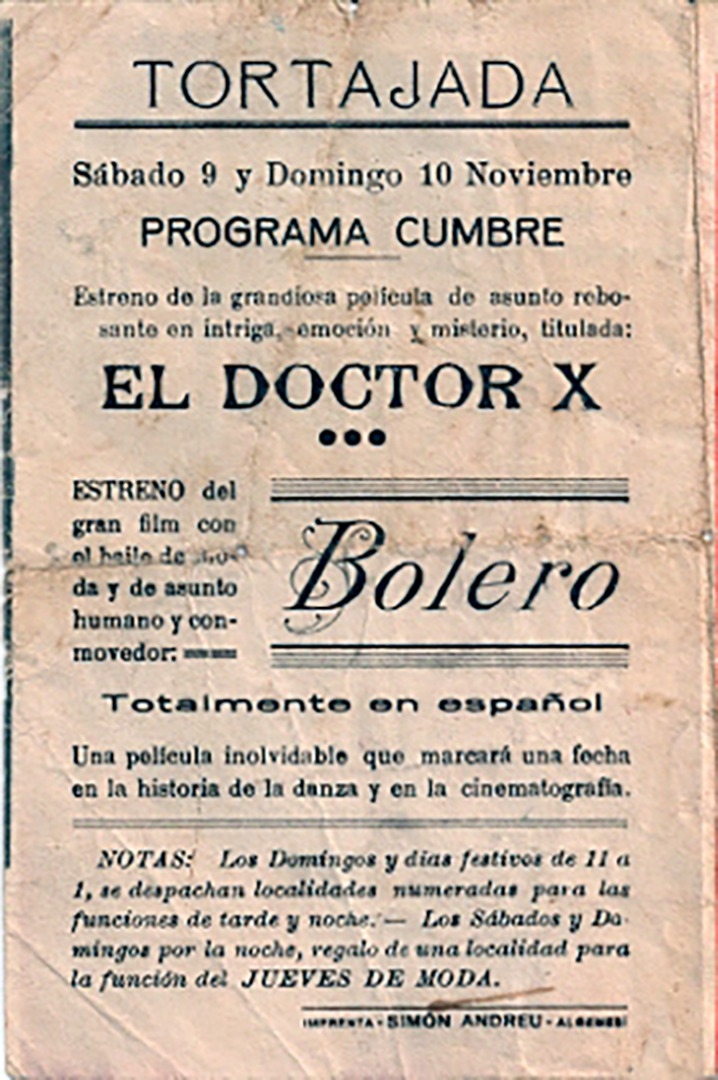 TORTAJADA
Sábado 9 y Domingo 10 Noviembre
PROGRAMA CUMBRE
Estreno de la grandiosa película de asunto rebo-
sante en intriga, emoción y misterio, titulada:
EL DOCTOR X
ESTRENO del
gran film con
el baile de mo-
da y de asunto
humano y con-
movedor:
Bolero
Totalmente en español
Una película inolvidable que marcará una fecha
en la historia de la danza y en la cinematografía.
NOTAS: Los Domingos y dias festivos de 11 a
1, se despachan localidades numeradas para las
funciones de tarde y noche.— Los Sábados y Do-
mingos por la noche, regalo de una localidad para
la función del JUEVES DE MODA.
IMPRENTA - SIMÓN ANDREU - ALGEMESÍ